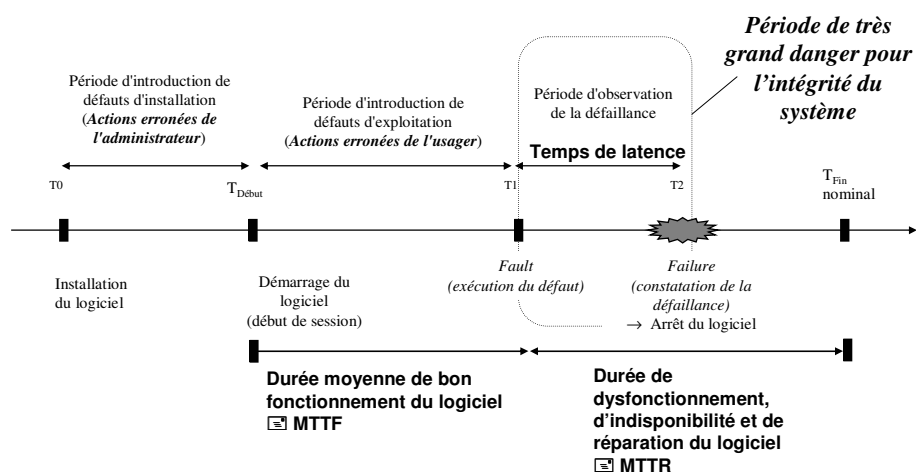 Période de très
grand danger pour
l'intégrité du
système
Période d'introduction de
défauts d'installation
(Actions erronées de
l'administrateur)
Période d'introduction de
défauts d'exploitation
(Actions erronées de l'usager)
Période d'observation
de la défaillance
Temps de latence
T0
TDébut
T1
T2
TFin
nominal
Installation
du logiciel
Démarrage du
logiciel
(début de session)
Fault
(exécution du défaut)
Failure
(constatation de la
défaillance)
→ Arrêt du logiciel
Durée moyenne de bon
fonctionnement du logiciel
MTTF
Durée de
dysfonctionnement,
d'indisponibilité et de
réparation du logiciel
MTTR